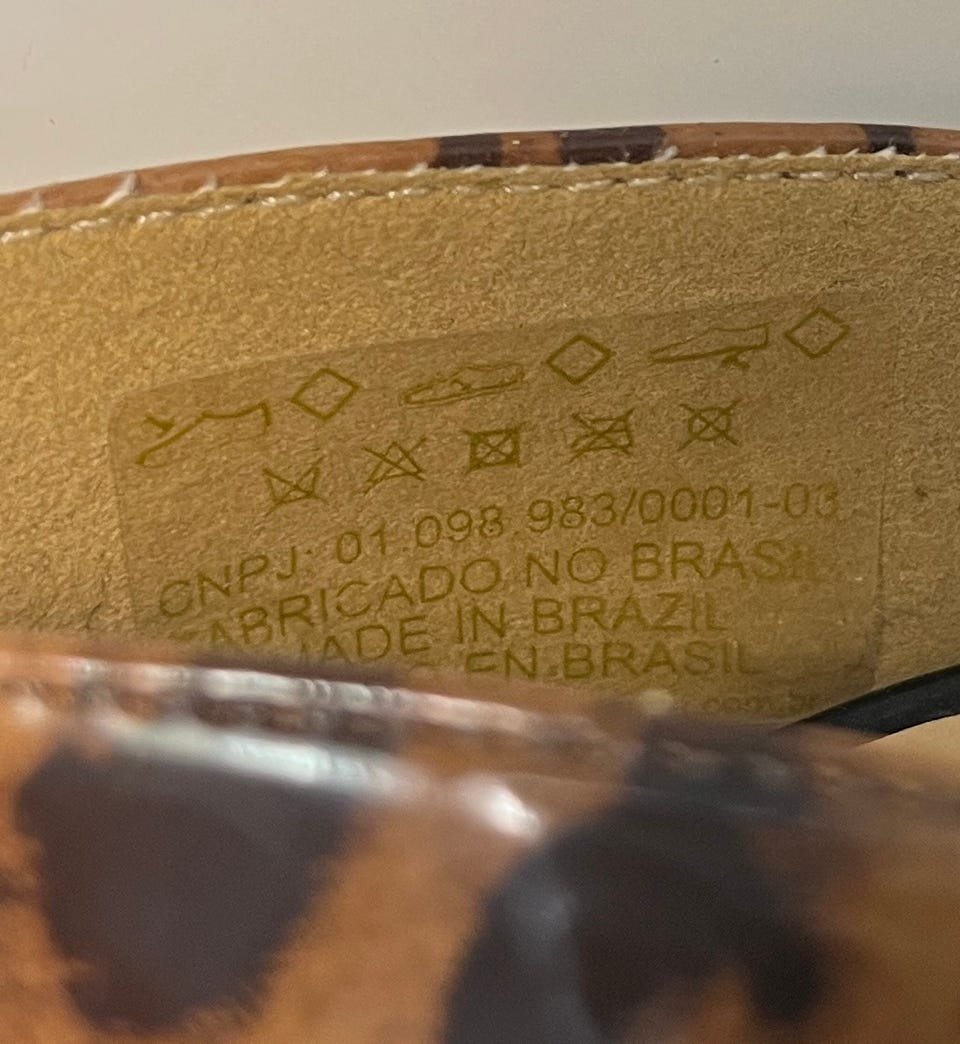 CNPJ: 01.098.983/0001-03
FABRICADO NO BRASIL
MADE IN BRAZIL
EN BRASIL